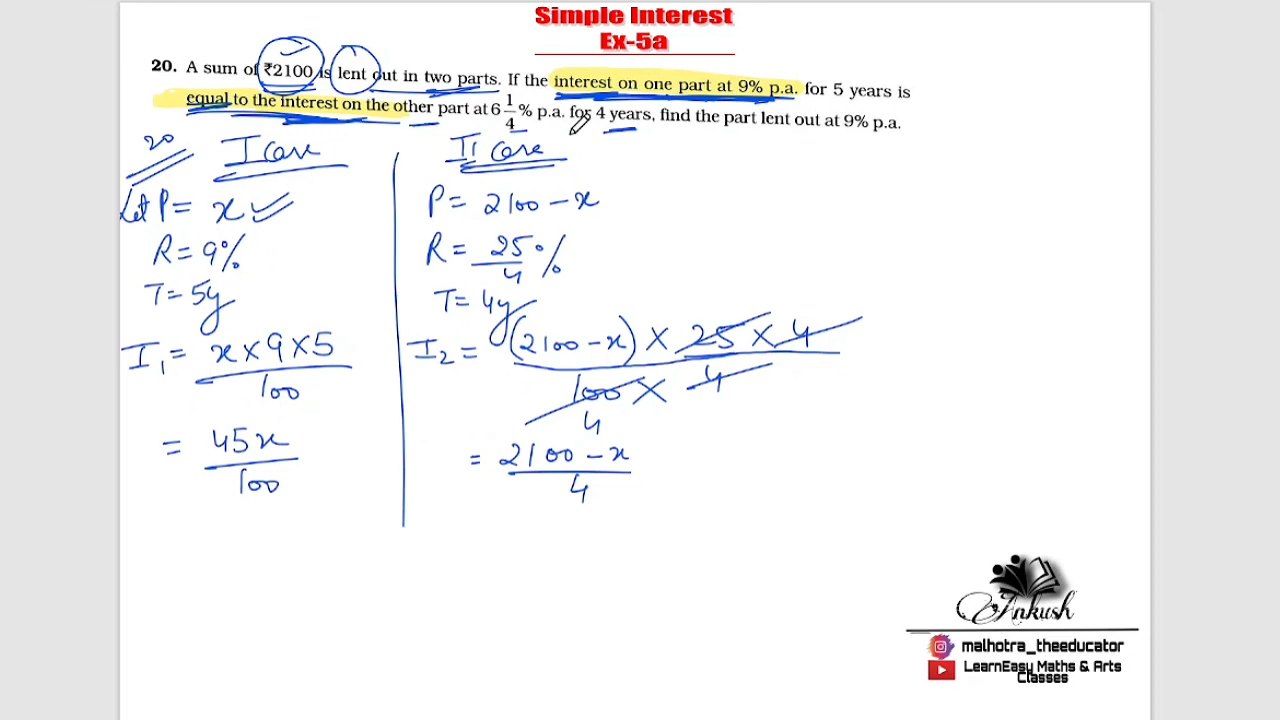 Simple Interest
Ex-5a
20. A sum of ₹2100 is lent out in two parts. If the interest on one part at 9% p.a. for 5 years is
equal to the interest on the other part at 6 1/4 % p.a. for 4 years, find the part lent out at 9% p.a.
20
I case
Let P = x
R = 9%
T = 5y
I₁ = x × 9 × 5 / 100
= 45x / 100
II case
P = 2100 - x
R = 25/4 %
T = 4y
I₂ = (2100 - x) × 25 × 4 / 100 × 4
4
= 2100 - x / 4
Ankush
malhotra_theeducator
LearnEasy Maths & Arts
Classes